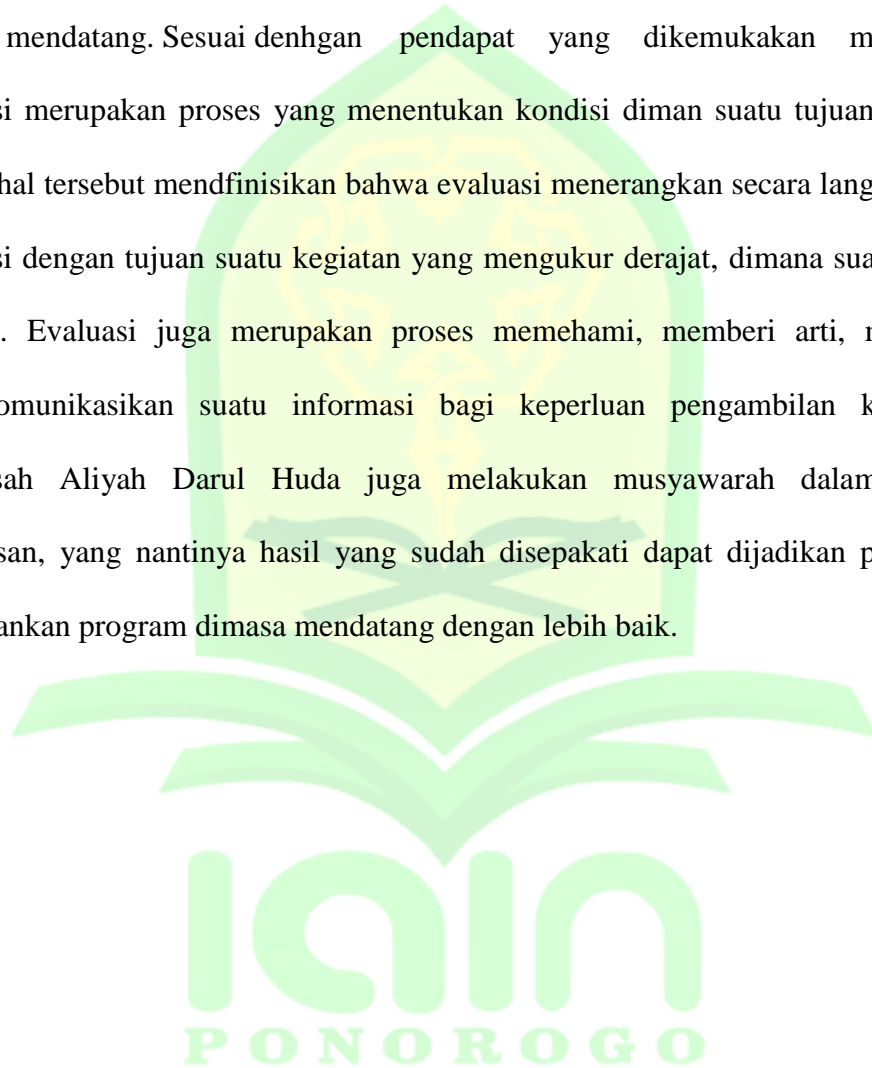 mendatang. Sesuai denhgan pendapat yang dikemukakan m
si merupakan proses yang menentukan kondisi diman suatu tujuan
hal tersebut mendfinisikan bahwa evaluasi menerangkan secara lang
si dengan tujuan suatu kegiatan yang mengukur derajat, dimana sua
. Evaluasi juga merupakan proses memehami, memberi arti, m
omunikasikan suatu informasi bagi keperluan pengambilan k
sah Aliyah Darul Huda juga melakukan musyawarah dalam
san, yang nantinya hasil yang sudah disepakati dapat dijadikan p
ankan program dimasa mendatang dengan lebih baik.
iain
PONOROGO